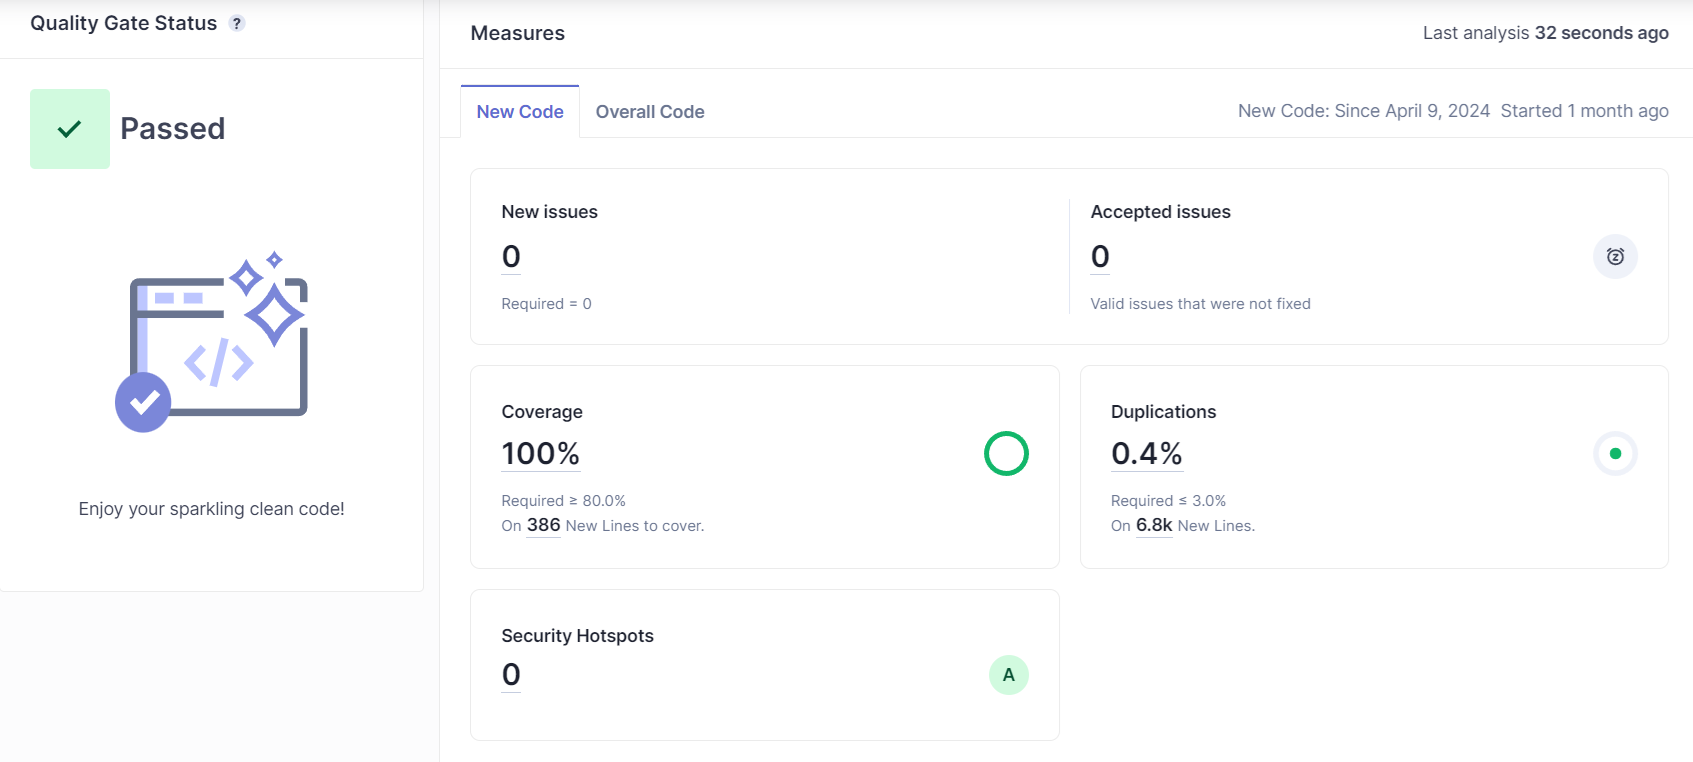 Quality Gate Status ?
Passed
Enjoy your sparkling clean code!
Measures
Last analysis 32 seconds ago
New Code
Overall Code
New Code: Since April 9, 2024 Started 1 month ago
New issues
0
Required = 0
Accepted issues
0
Valid issues that were not fixed
z
Coverage
100%
Required ≥ 80.0%
On 386 New Lines to cover.
Duplications
0.4%
Required ≤ 3.0%
On 6.8k New Lines.
Security Hotspots
0
A